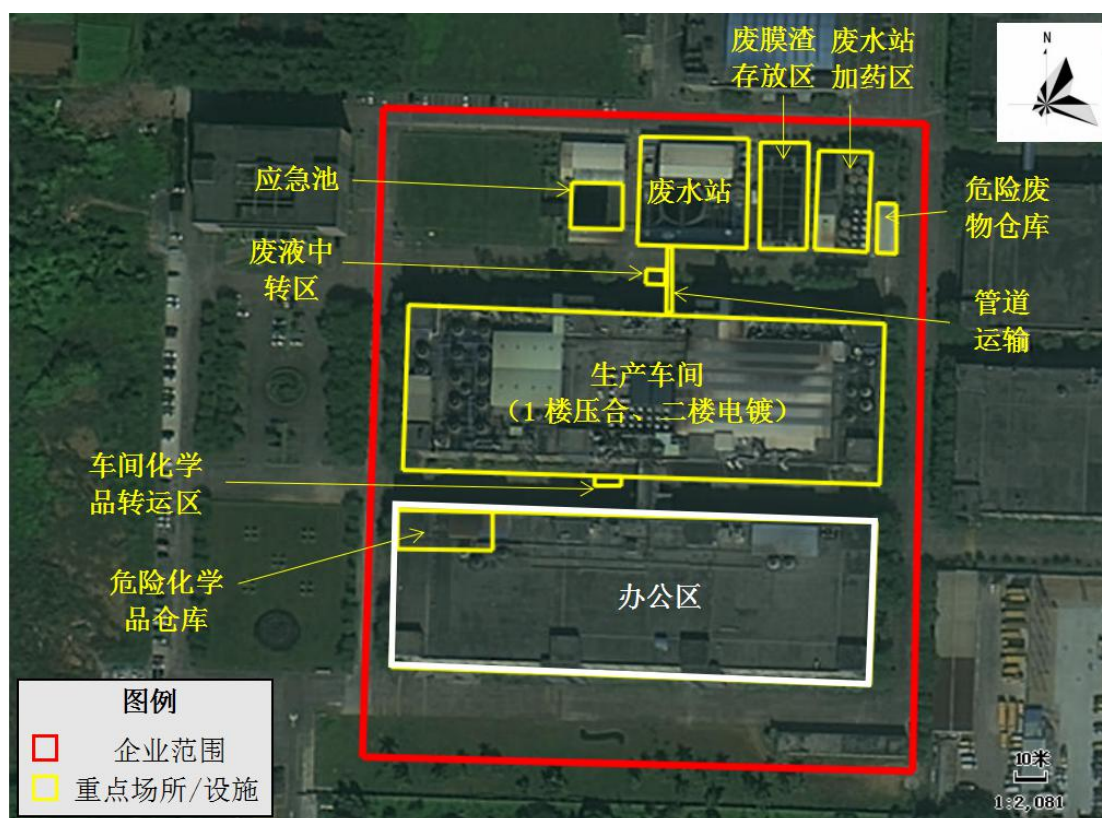 N
废膜渣
存放区
废水站
加药区
应急池
废水站
危险废
物仓库
废液中
转区
管道
运输
生产车间
（1 楼压合、二楼电镀）
车间化学
品转运区
危险化学
品仓库
办公区
图例
企业范围
重点场所/设施
10米
1:2,081